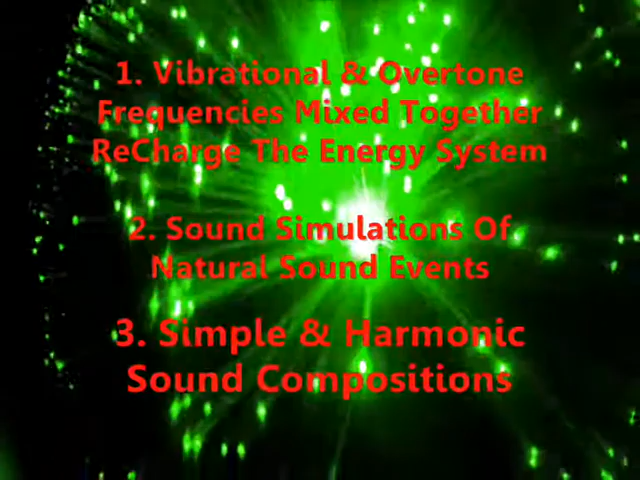 1. Vibrational & Overtone
Frequencies Mixed Together
ReCharge The Energy System
2. Sound Simulations Of
Natural Sound Events
3. Simple & Harmonic
Sound Compositions